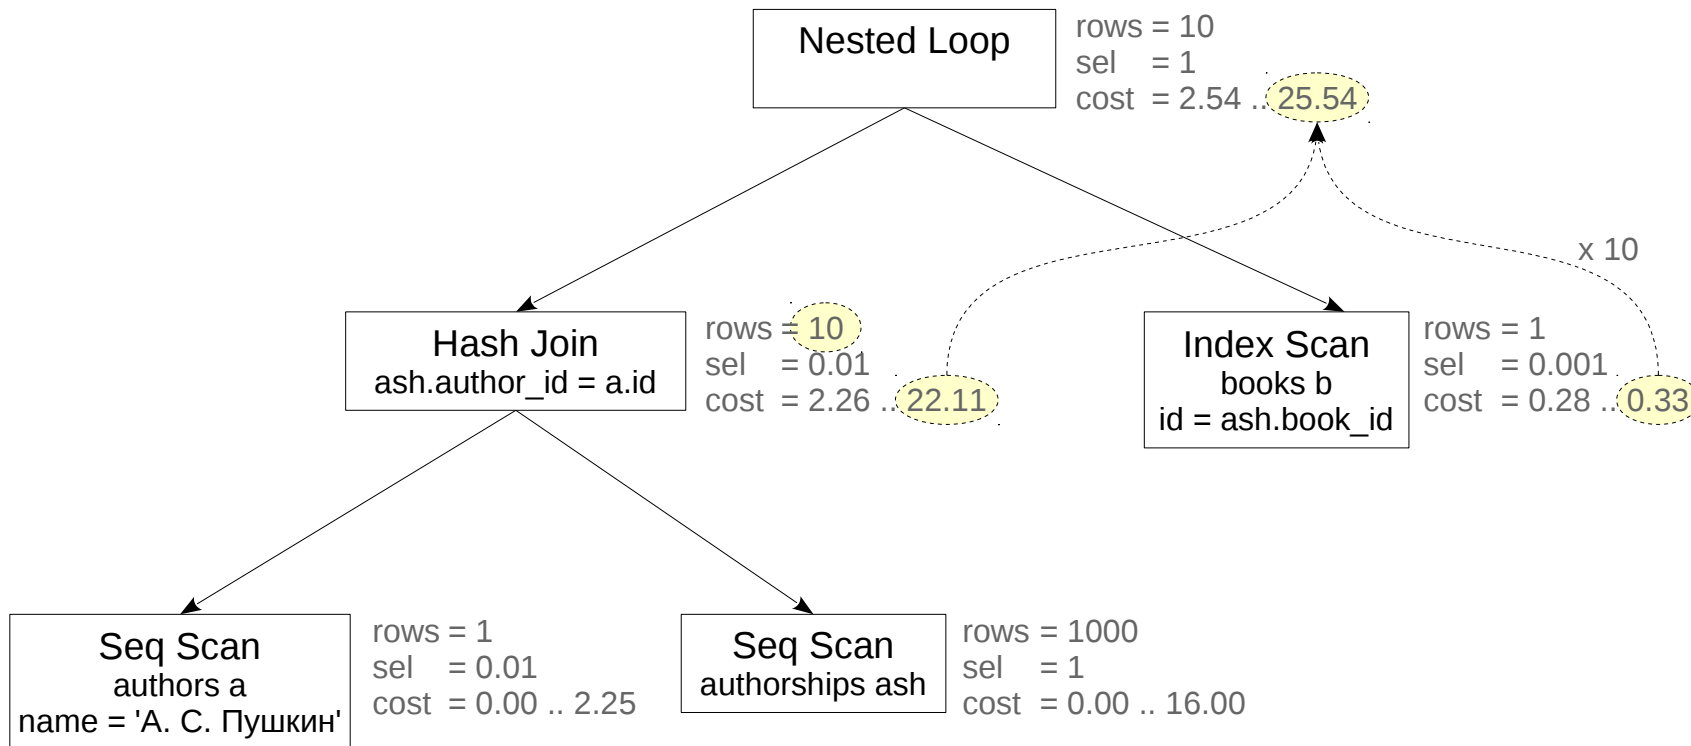 Nested Loop
rows = 10
sel = 1
cost = 2.54 .. 25.54
x 10
Hash Join
ash.author_id = a.id
rows = 10
sel = 0.01
cost = 2.26 .. 22.11
Index Scan
books b
id = ash.book_id
rows = 1
sel = 0.001
cost = 0.28 .. 0.33
Seq Scan
authors a
name = 'А. С. Пушкин'
rows = 1
sel = 0.01
cost = 0.00 .. 2.25
Seq Scan
authorships ash
rows = 1000
sel = 1
cost = 0.00 .. 16.00